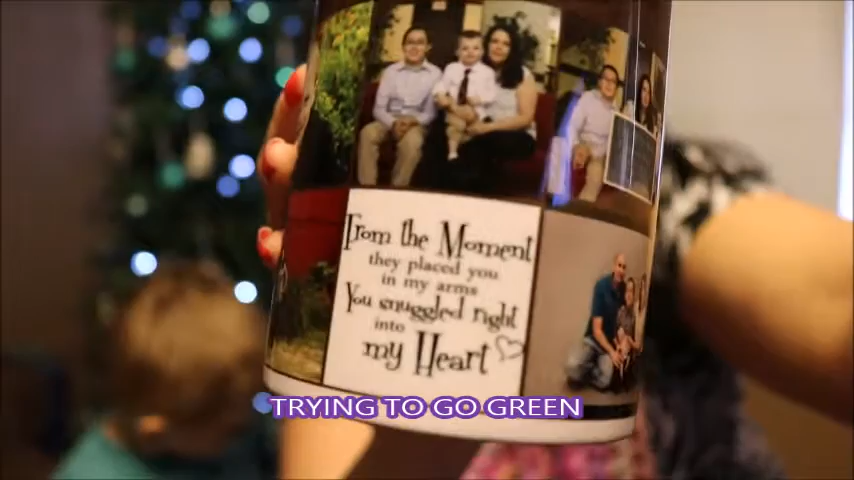 From the Moment
they placed you
in my arms
You snuggled right
into
my Heart
TRYING TO GO GREEN